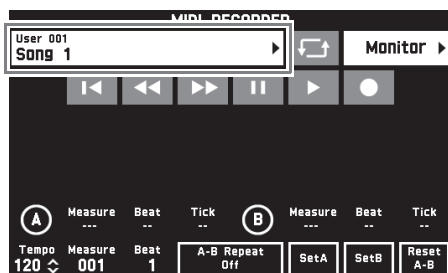 MIDI RECORDER
User 001
Song 1
Monitor
A Measure Beat Tick B Measure Beat Tick
--- -- -- --- -- --
Tempo Measure Beat A-B Repeat SetA SetB Reset
120 001 1 Off A-B